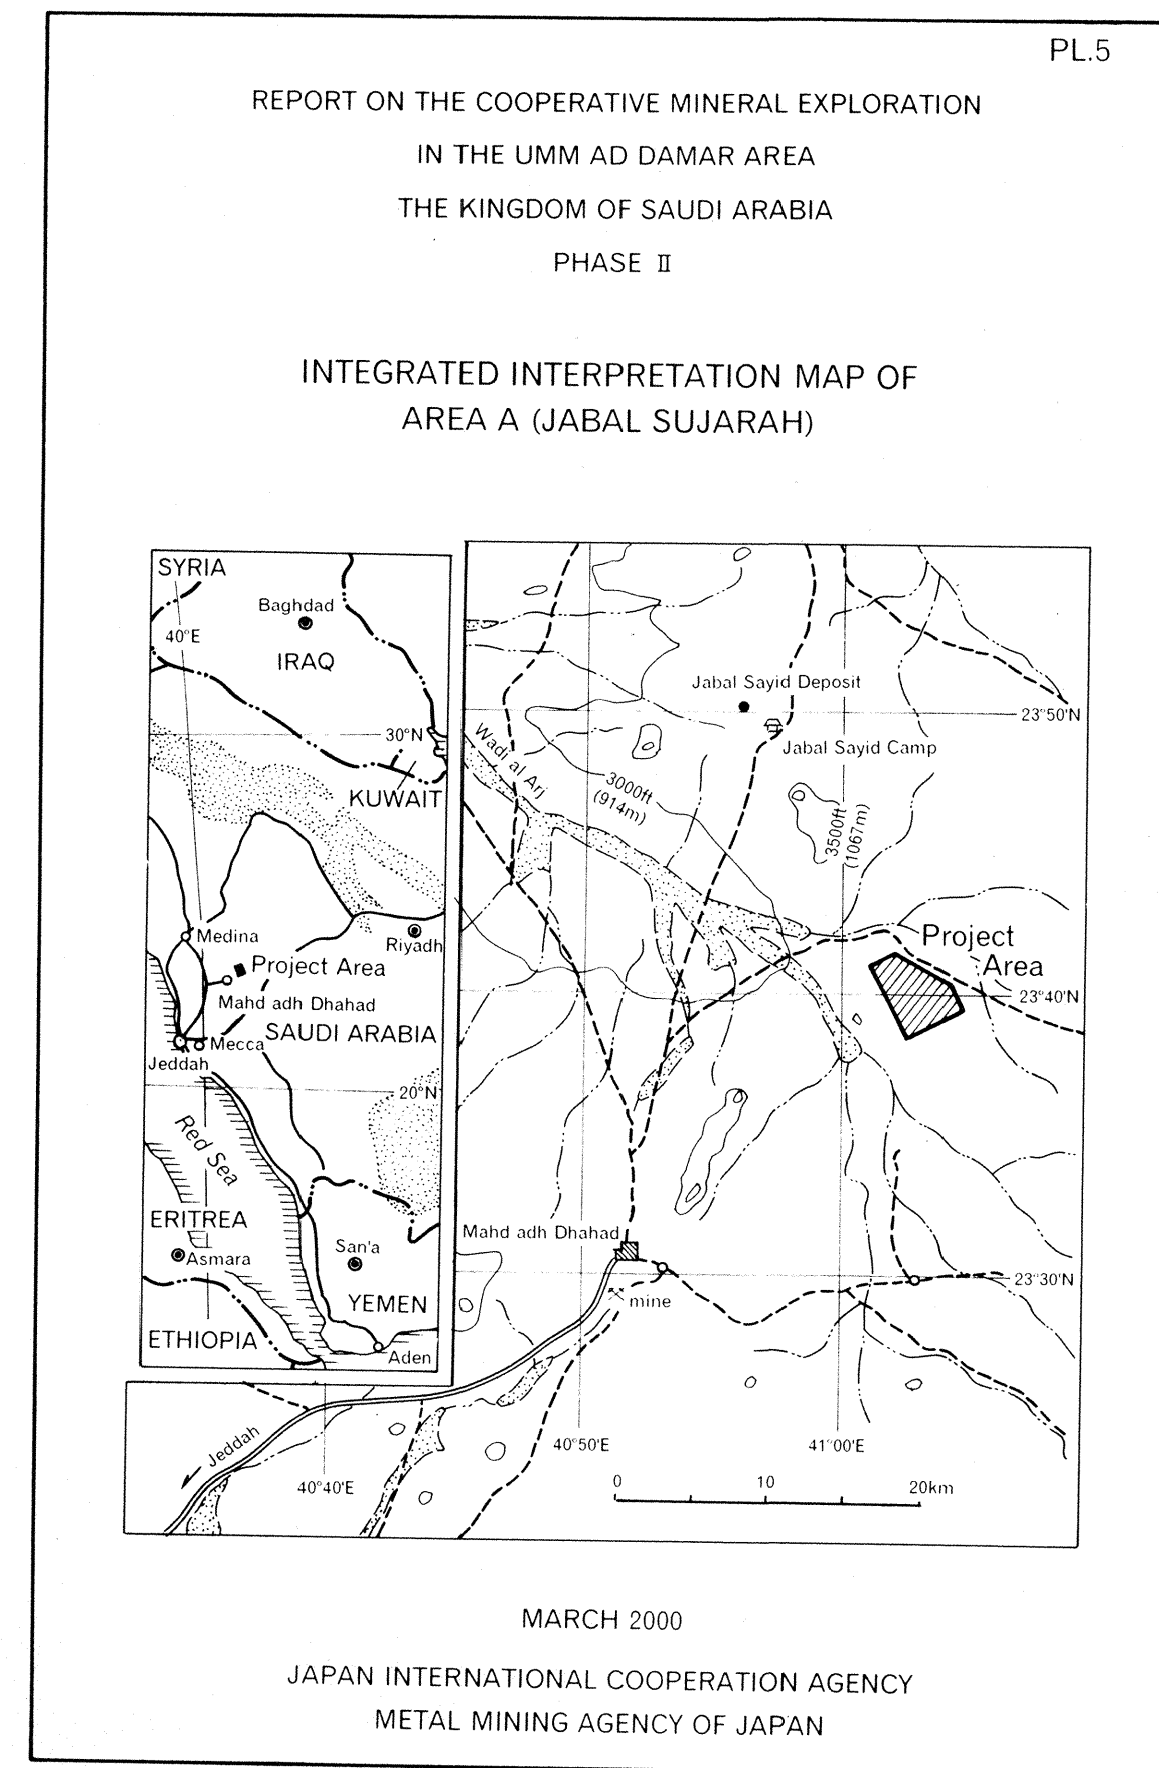 PL.5
REPORT ON THE COOPERATIVE MINERAL EXPLORATION
IN THE UMM AD DAMAR AREA
THE KINGDOM OF SAUDI ARABIA
PHASE II
INTEGRATED INTERPRETATION MAP OF
AREA A (JABAL SUJARAH)
SYRIA
Baghdad
40°E
IRAQ
30°N
KUWAIT
Medina
Riyadh
Project Area
Mahd adh Dhahad
SAUDI ARABIA
Mecca
Jeddah
20°N
Red Sea
ERITREA
Asmara
San'a
YEMEN
ETHIOPIA
Aden
Jabal Sayid Deposit
23°50'N
Jabal Sayid Camp
Wadi al Arj
3000ft
(914m)
3500ft
(1067m)
Project
Area
23°40'N
Mahd adh Dhahad
23°30'N
mine
Jeddah
40°50'E
41°00'E
40°40'E
0 10 20km
MARCH 2000
JAPAN INTERNATIONAL COOPERATION AGENCY
METAL MINING AGENCY OF JAPAN